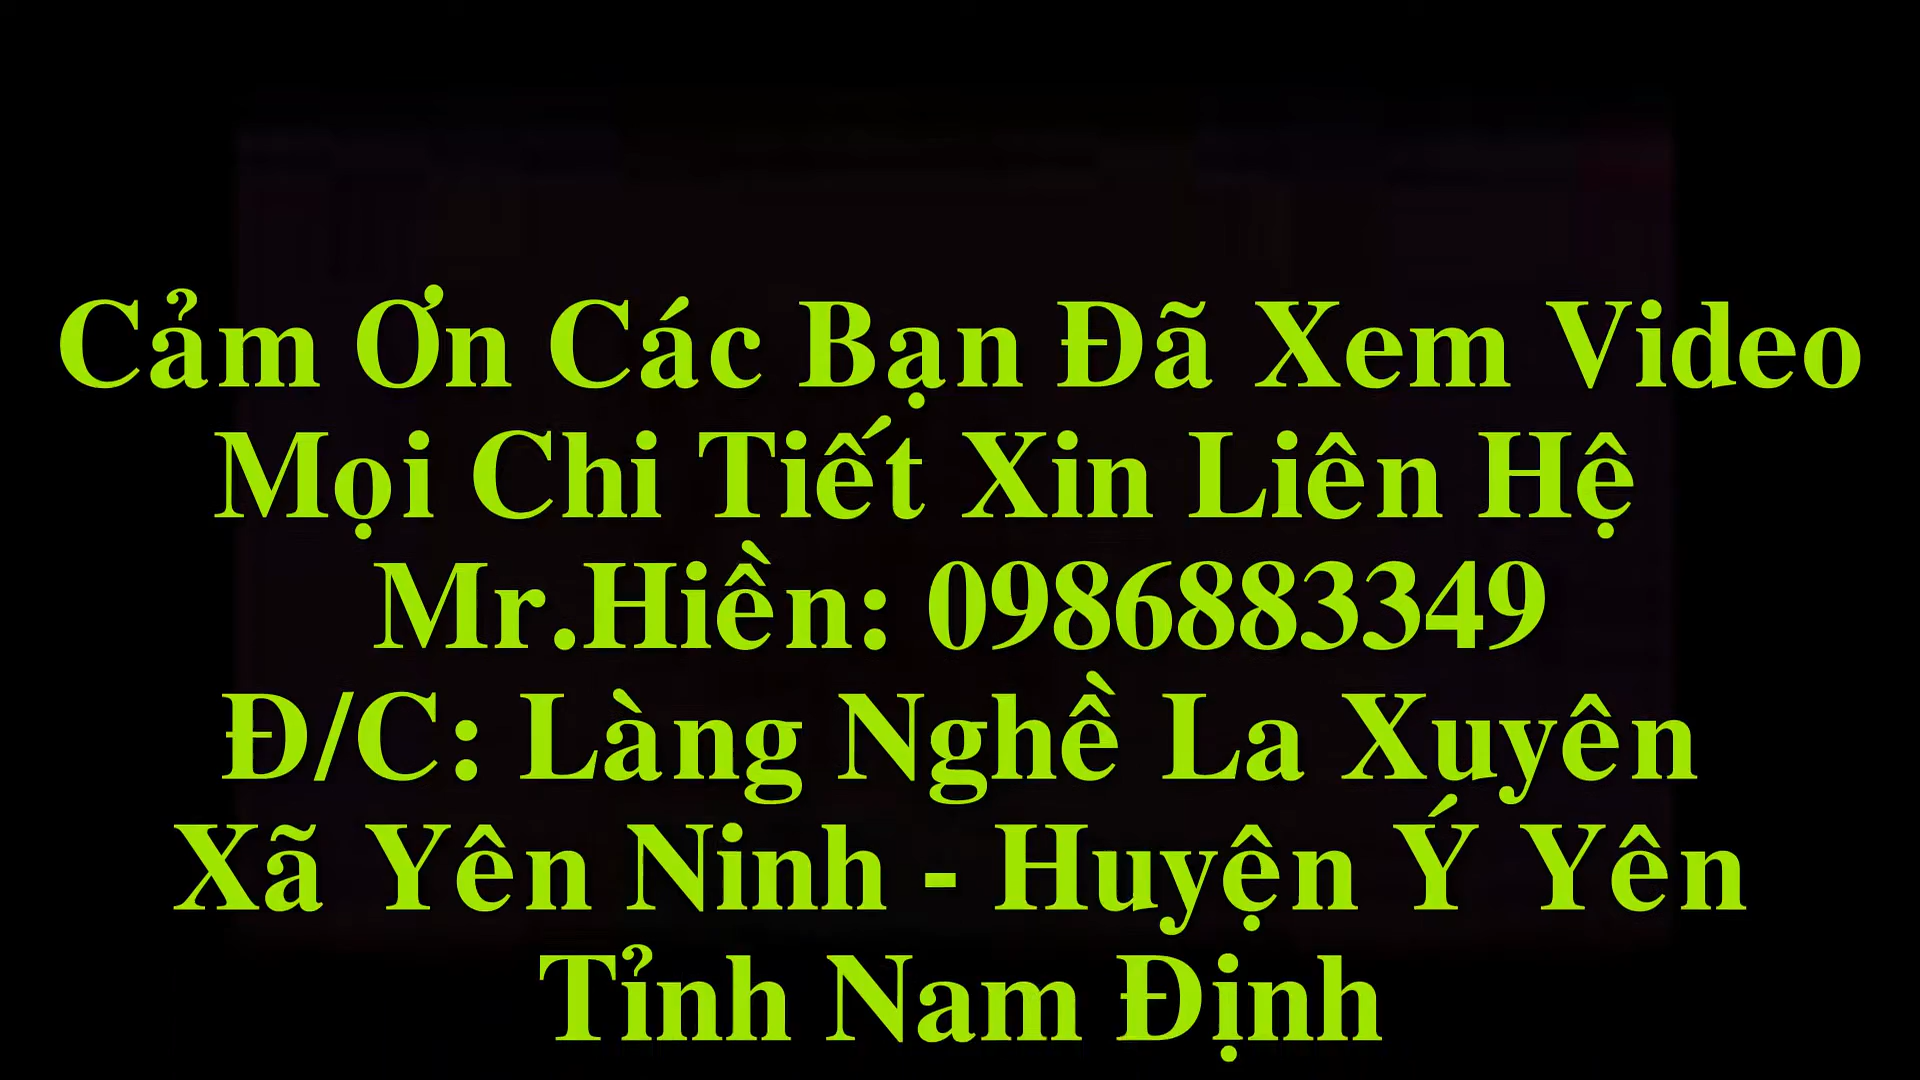 Cảm Ơn Các Bạn Đã Xem Video
Mọi Chi Tiết Xin Liên Hệ
Mr.Hiền: 0986883349
Đ/C: Làng Nghề La Xuyên
Xã Yên Ninh - Huyện Ý Yên
Tỉnh Nam Định